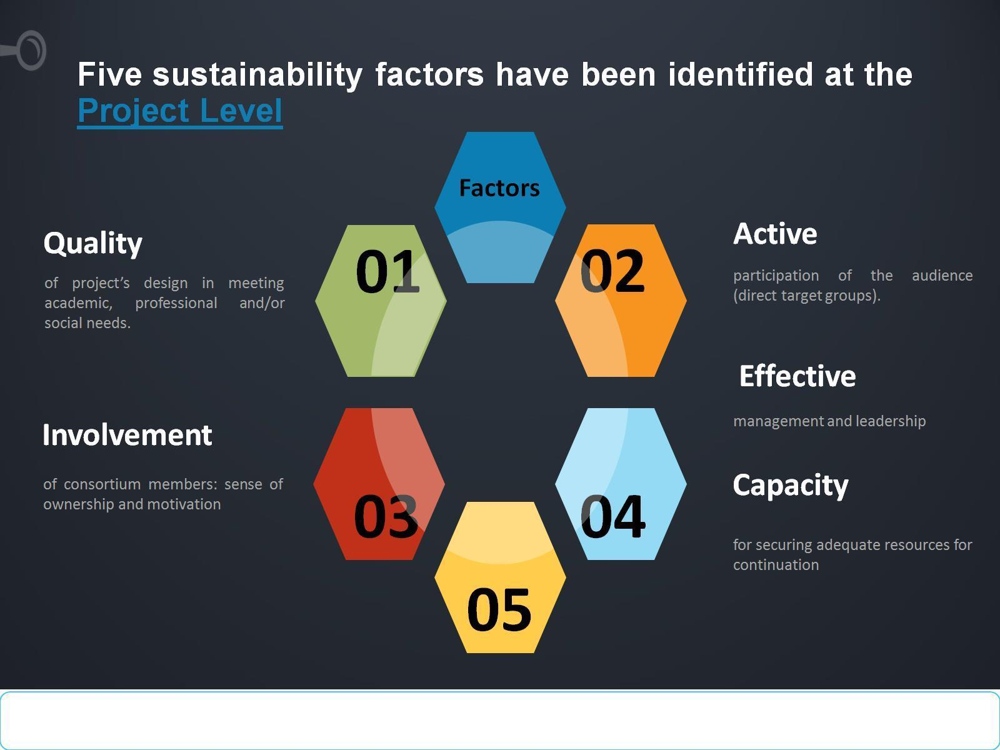 Five sustainability factors have been identified at the
Project Level
Factors
Quality
of project’s design in meeting
academic, professional and/or
social needs.
01
02
Active
participation of the audience
(direct target groups).
Involvement
of consortium members: sense of
ownership and motivation
03
04
Effective
management and leadership
Capacity
for securing adequate resources for
continuation
05